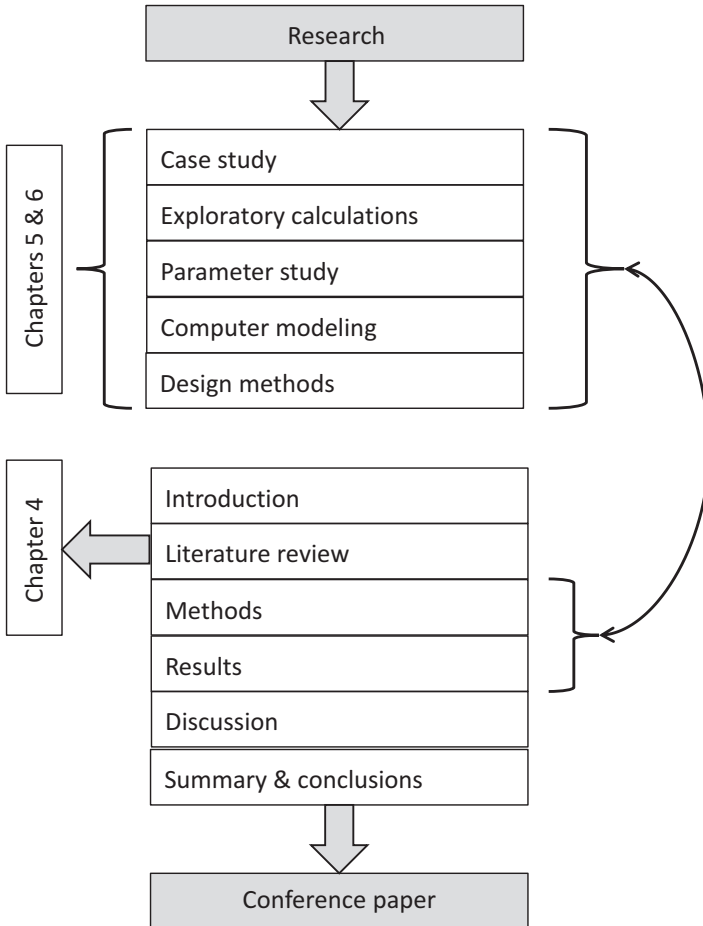 Research
Chapters 5 & 6
Case study
Exploratory calculations
Parameter study
Computer modeling
Design methods
Chapter 4
Introduction
Literature review
Methods
Results
Discussion
Summary & conclusions
Conference paper